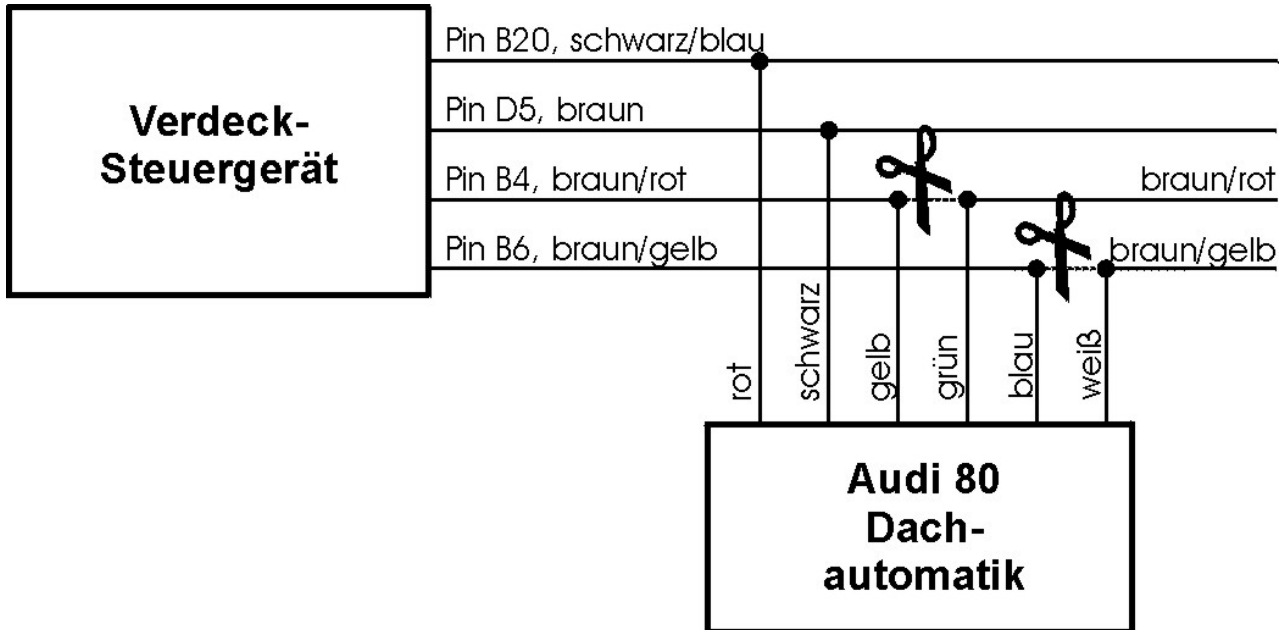 Verdeck-
Steuergerät
Pin B20, schwarz/blau
Pin D5, braun
Pin B4, braun/rot
braun/rot
Pin B6, braun/gelb
braun/gelb
rot
schwarz
gelb
grün
blau
weiß
Audi 80
Dach-
automatik